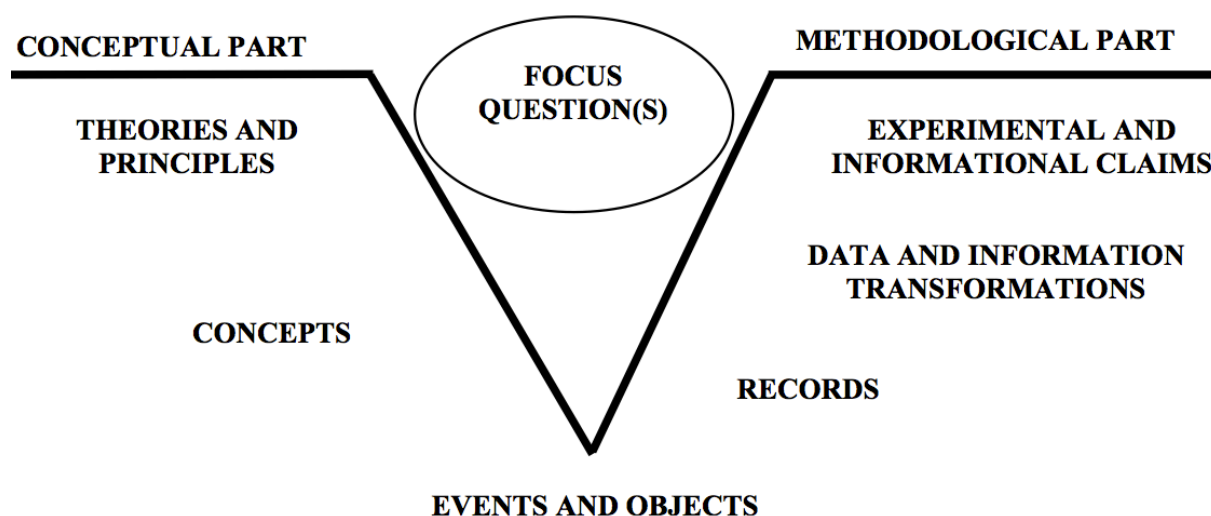 CONCEPTUAL PART
FOCUS
QUESTION(S)
METHODOLOGICAL PART
THEORIES AND
PRINCIPLES
EXPERIMENTAL AND
INFORMATIONAL CLAIMS
DATA AND INFORMATION
TRANSFORMATIONS
CONCEPTS
RECORDS
EVENTS AND OBJECTS